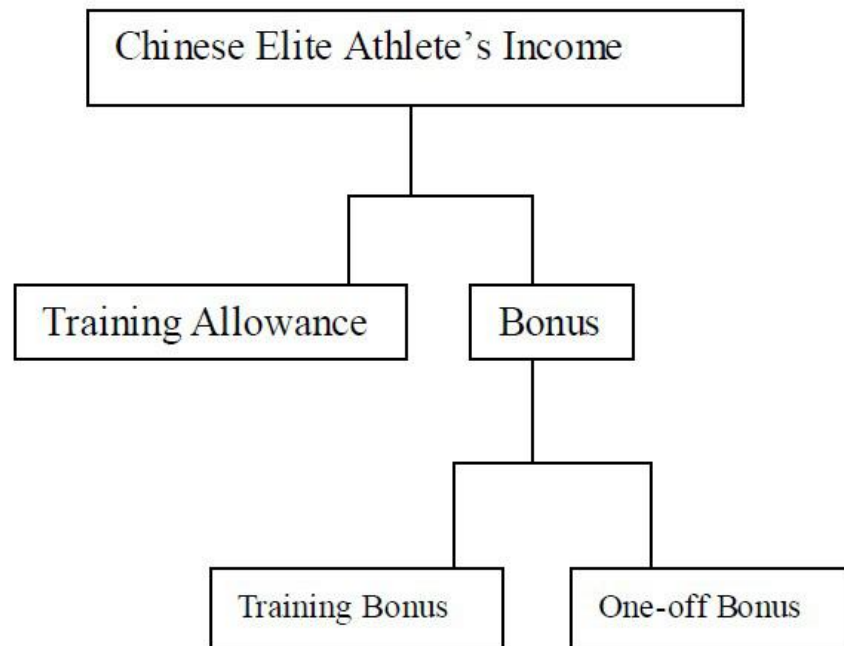 Chinese Elite Athlete’s Income
Training Allowance
Bonus
Training Bonus
One-off Bonus